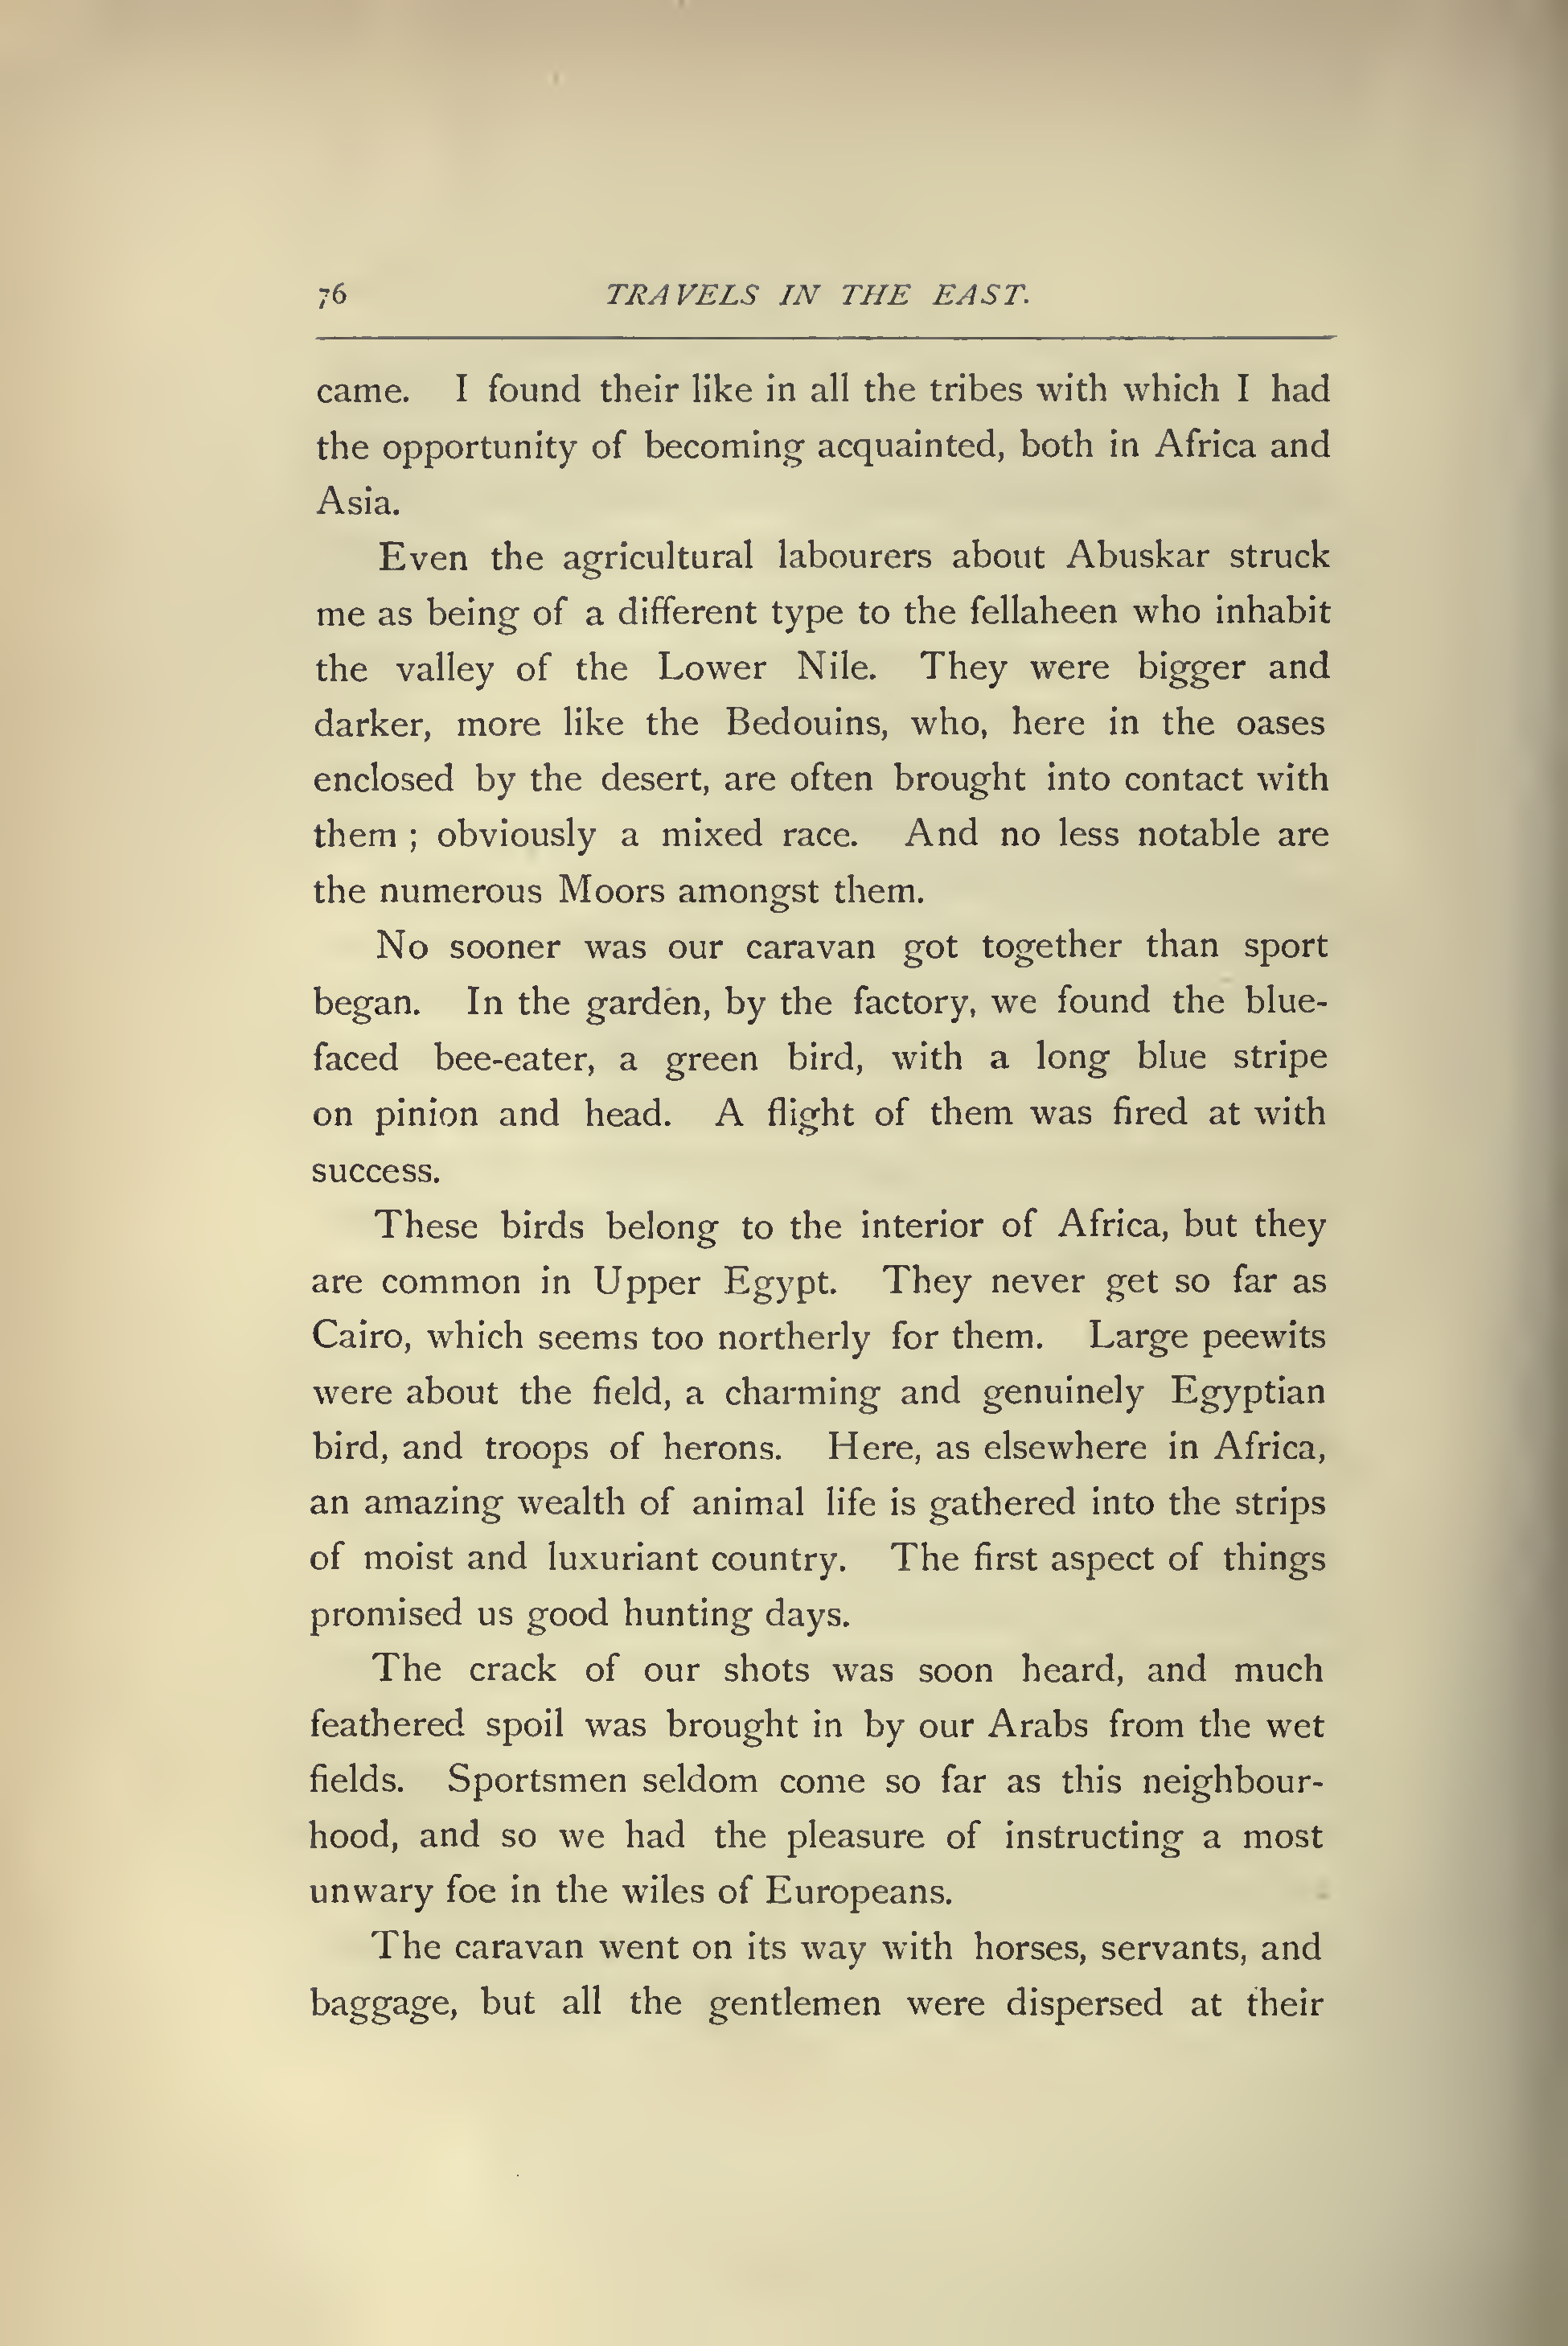 76 TRAVELS IN THE EAST.
came. I found their like in all the tribes with which I had
the opportunity of becoming acquainted, both in Africa and
Asia.
Even the agricultural labourers about Abuskar struck
me as being of a different type to the fellaheen who inhabit
the valley of the Lower Nile. They were bigger and
darker, more like the Bedouins, who, here in the oases
enclosed by the desert, are often brought into contact with
them ; obviously a mixed race. And no less notable are
the numerous Moors amongst them.
No sooner was our caravan got together than sport
began. In the garden, by the factory, we found the blue-
faced bee-eater, a green bird, with a long blue stripe
on pinion and head. A flight of them was fired at with
success.
These birds belong to the interior of Africa, but they
are common in Upper Egypt. They never get so far as
Cairo, which seems too northerly for them. Large peewits
were about the field, a charming and genuinely Egyptian
bird, and troops of herons. Here, as elsewhere in Africa,
an amazing wealth of animal life is gathered into the strips
of moist and luxuriant country. The first aspect of things
promised us good hunting days.
The crack of our shots was soon heard, and much
feathered spoil was brought in by our Arabs from the wet
fields. Sportsmen seldom come so far as this neighbour-
hood, and so we had the pleasure of instructing a most
unwary foe in the wiles of Europeans.
The caravan went on its way with horses, servants, and
baggage, but all the gentlemen were dispersed at their